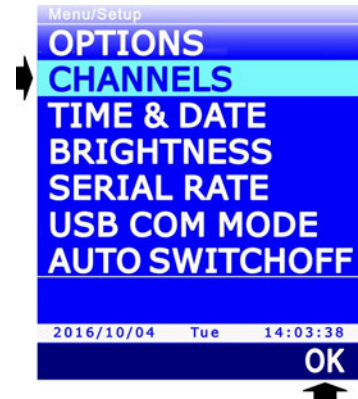 Menu/Setup
OPTIONS
CHANNELS
TIME & DATE
BRIGHTNESS
SERIAL RATE
USB COM MODE
AUTO SWITCHOFF
2016/10/04 Tue 14:03:38
OK